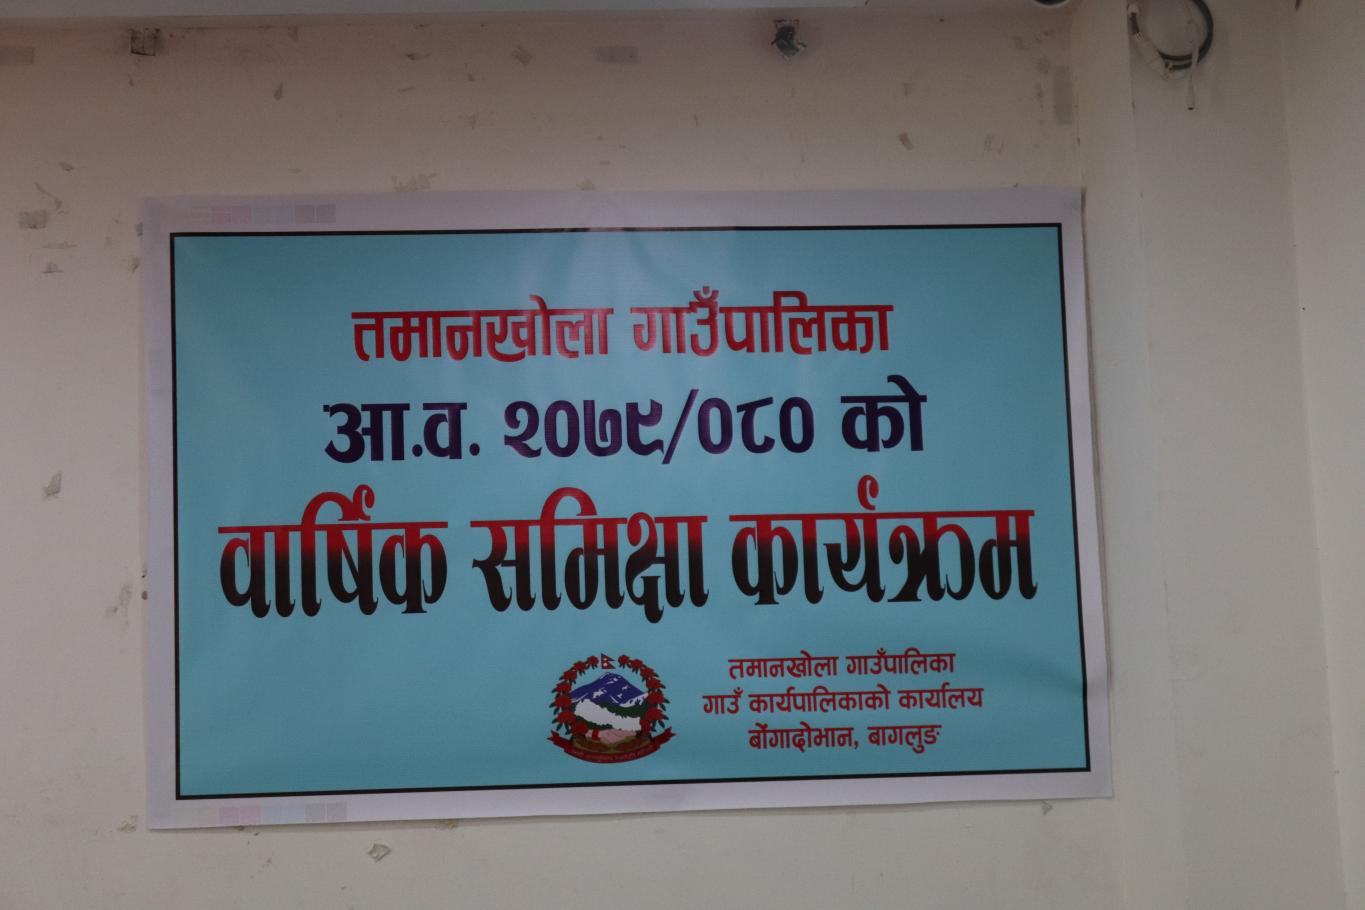 तमानखोला गाउँपालिका
आ.व. २०७९/०८० को
वार्षिक समिक्षा कार्यक्रम
तमानखोला गाउँपालिका
गाउँ कार्यपालिकाको कार्यालय
बोंगादोभान, बागलुङ